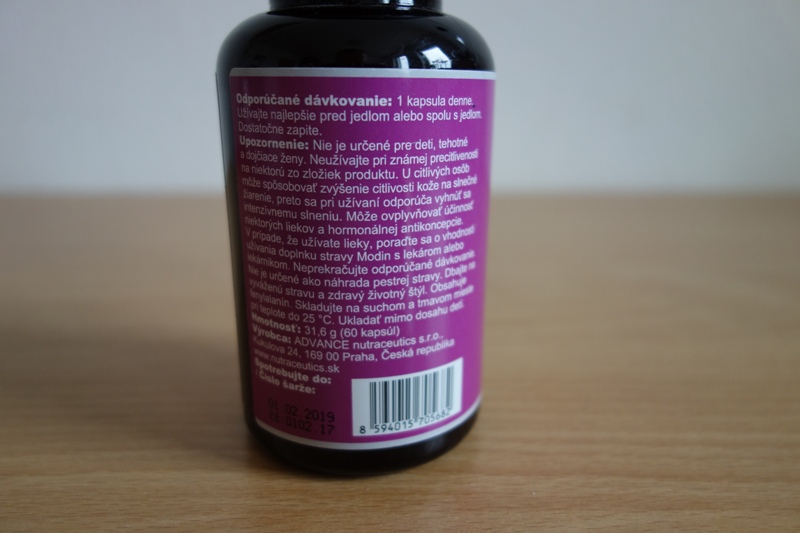 Odporúčané dávkovanie: 1 kapsula denne.
Užívajte najlepšie pred jedlom alebo spolu s jedlom.
Dostatočne zapite.
Upozornenie: Nie je určené pre deti, tehotné
a dojčiace ženy. Neužívajte pri známej precitlivenosti
na niektorú zo zložiek produktu. U citlivých osôb
môže spôsobovať zvýšenie citlivosti kože na slnečné
žiarenie, preto sa pri užívaní odporúča vyhnúť sa
intenzívnemu slneniu. Môže ovplyvňovať účinnosť
niektorých liekov a hormonálnej antikoncepcie.
V prípade, že užívate lieky, poraďte sa o vhodnosti
užívania doplnku stravy Modin s lekárom alebo
lekárnikom. Neprekračujte odporúčané dávkovanie.
Nie je určené ako náhrada pestrej stravy. Dbajte na
vyváženú stravu a zdravý životný štýl. Obsahuje
fenylalanín. Skladujte na suchom a tmavom mieste
pri teplote do 25 °C. Ukladať mimo dosahu detí.
Hmotnosť: 31,6 g (60 kapsúl)
Výrobca: ADVANCE nutraceutics s.r.o.,
Kukulova 24, 169 00 Praha, Česká republika
www.nutraceutics.sk
Spotrebujte do:
/ Číslo šarže:
01.02.2019
0102.17
8 594015 705682